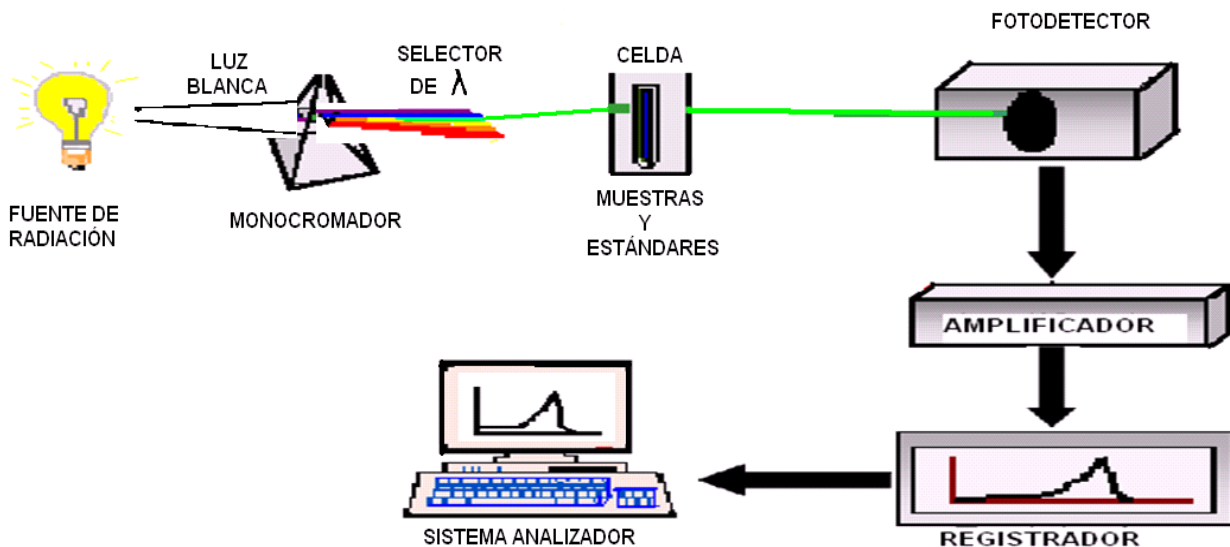 FUENTE DE
RADIACIÓN
LUZ
BLANCA
MONOCROMADOR
SELECTOR
DE λ
CELDA
MUESTRAS
Y
ESTÁNDARES
FOTODETECTOR
AMPLIFICADOR
REGISTRADOR
SISTEMA ANALIZADOR